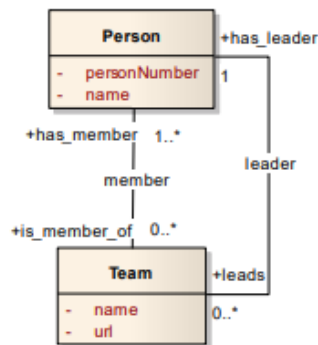 Person
+has_leader
- personNumber
- name
1
+has_member 1..*
leader
member
+is_member_of 0..*
Team
+leads
- name
- url
0..*